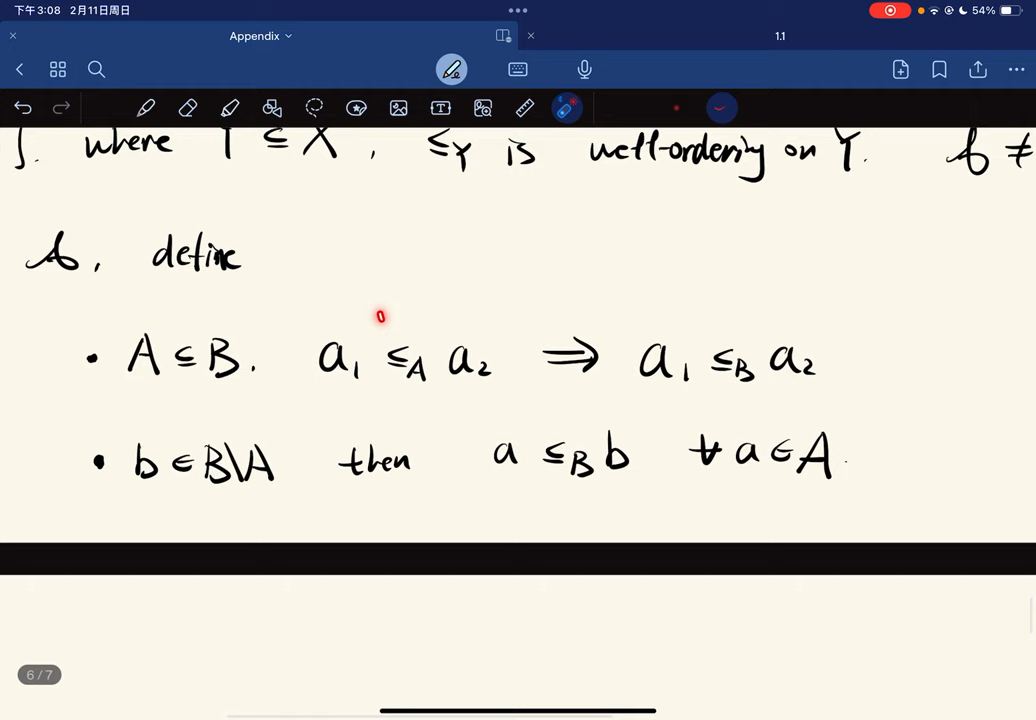 下午3:08 2月11日周日
54%
Appendix
1.1
∫. where Y ⊆ X, ≤_Y is well-ordering on Y. 𝒜 ≠
𝒜, define
• A ⊆ B. a₁ ≤_A a₂ ⟹ a₁ ≤_B a₂
• b ∈ B\A then a ≤_B b ∀ a ∈ A.
6 / 7